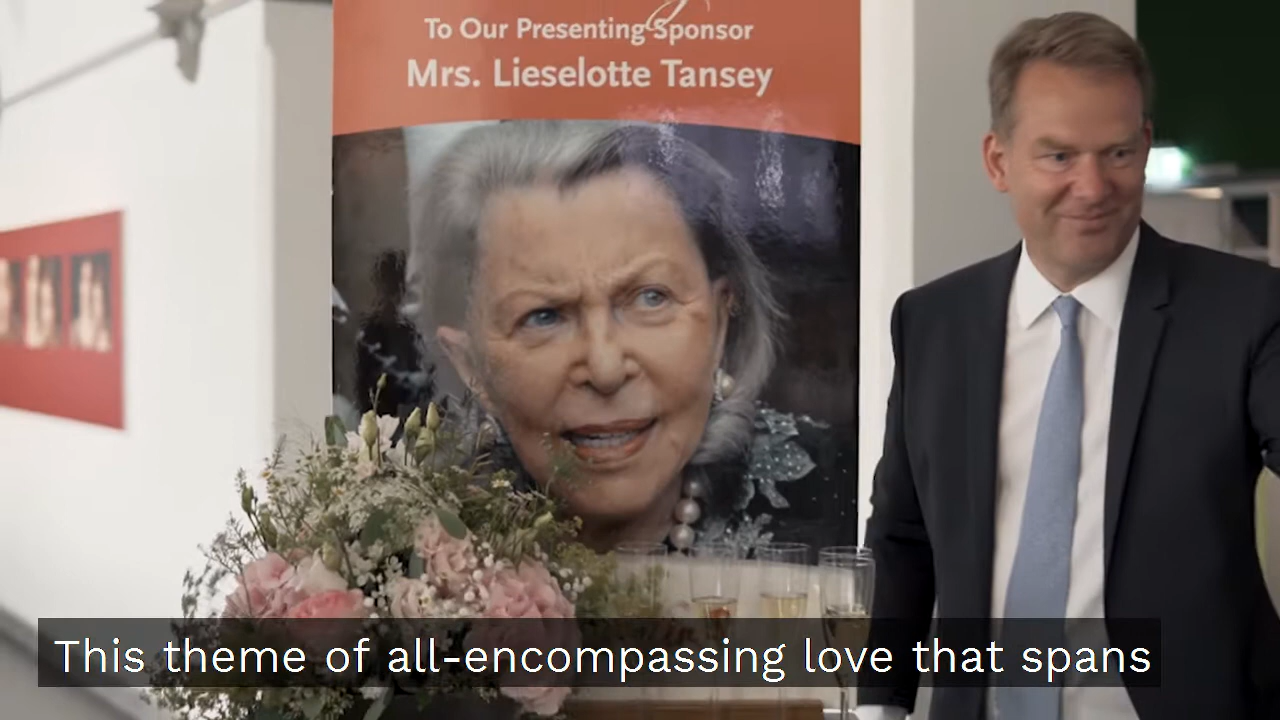 To Our Presenting Sponsor
Mrs. Lieselotte Tansey
This theme of all-encompassing love that spans